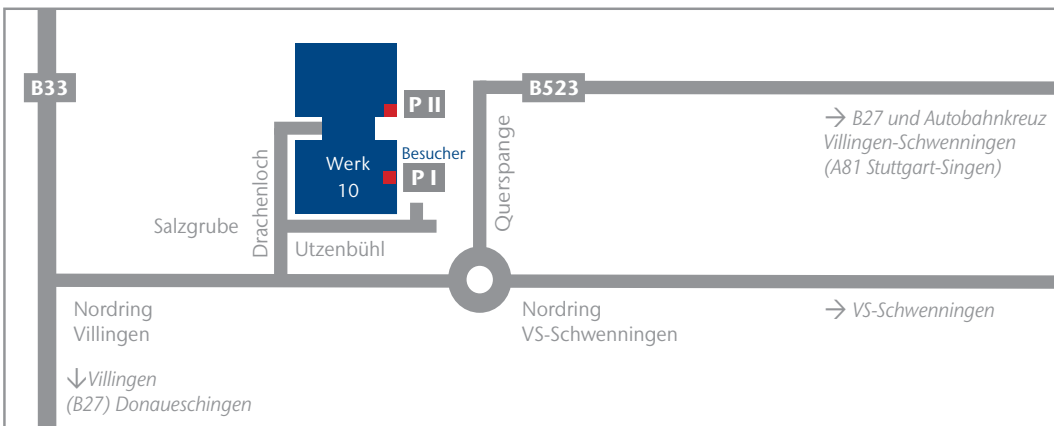 B33
B523
P II
→ B27 und Autobahnkreuz
Villingen-Schwenningen
(A81 Stuttgart-Singen)
Besucher
P I
Werk
10
Querspange
Drachenloch
Salzgrube
Utzenbühl
Nordring
Villingen
Nordring
VS-Schwenningen
→ VS-Schwenningen
↓Villingen
(B27) Donaueschingen